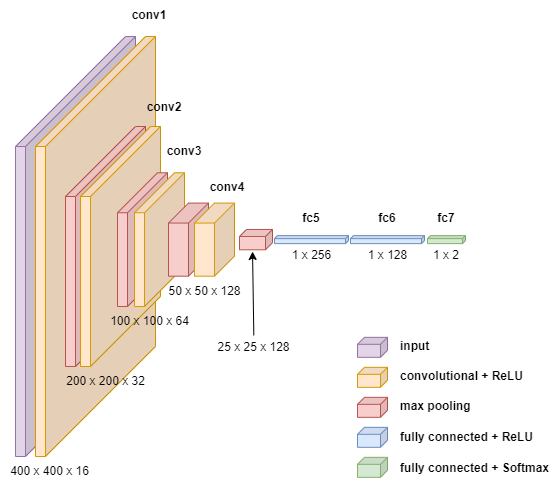 conv1
conv2
conv3
conv4
fc5
fc6
fc7
1 x 256
1 x 128
1 x 2
50 x 50 x 128
100 x 100 x 64
25 x 25 x 128
200 x 200 x 32
400 x 400 x 16
input
convolutional + ReLU
max pooling
fully connected + ReLU
fully connected + Softmax